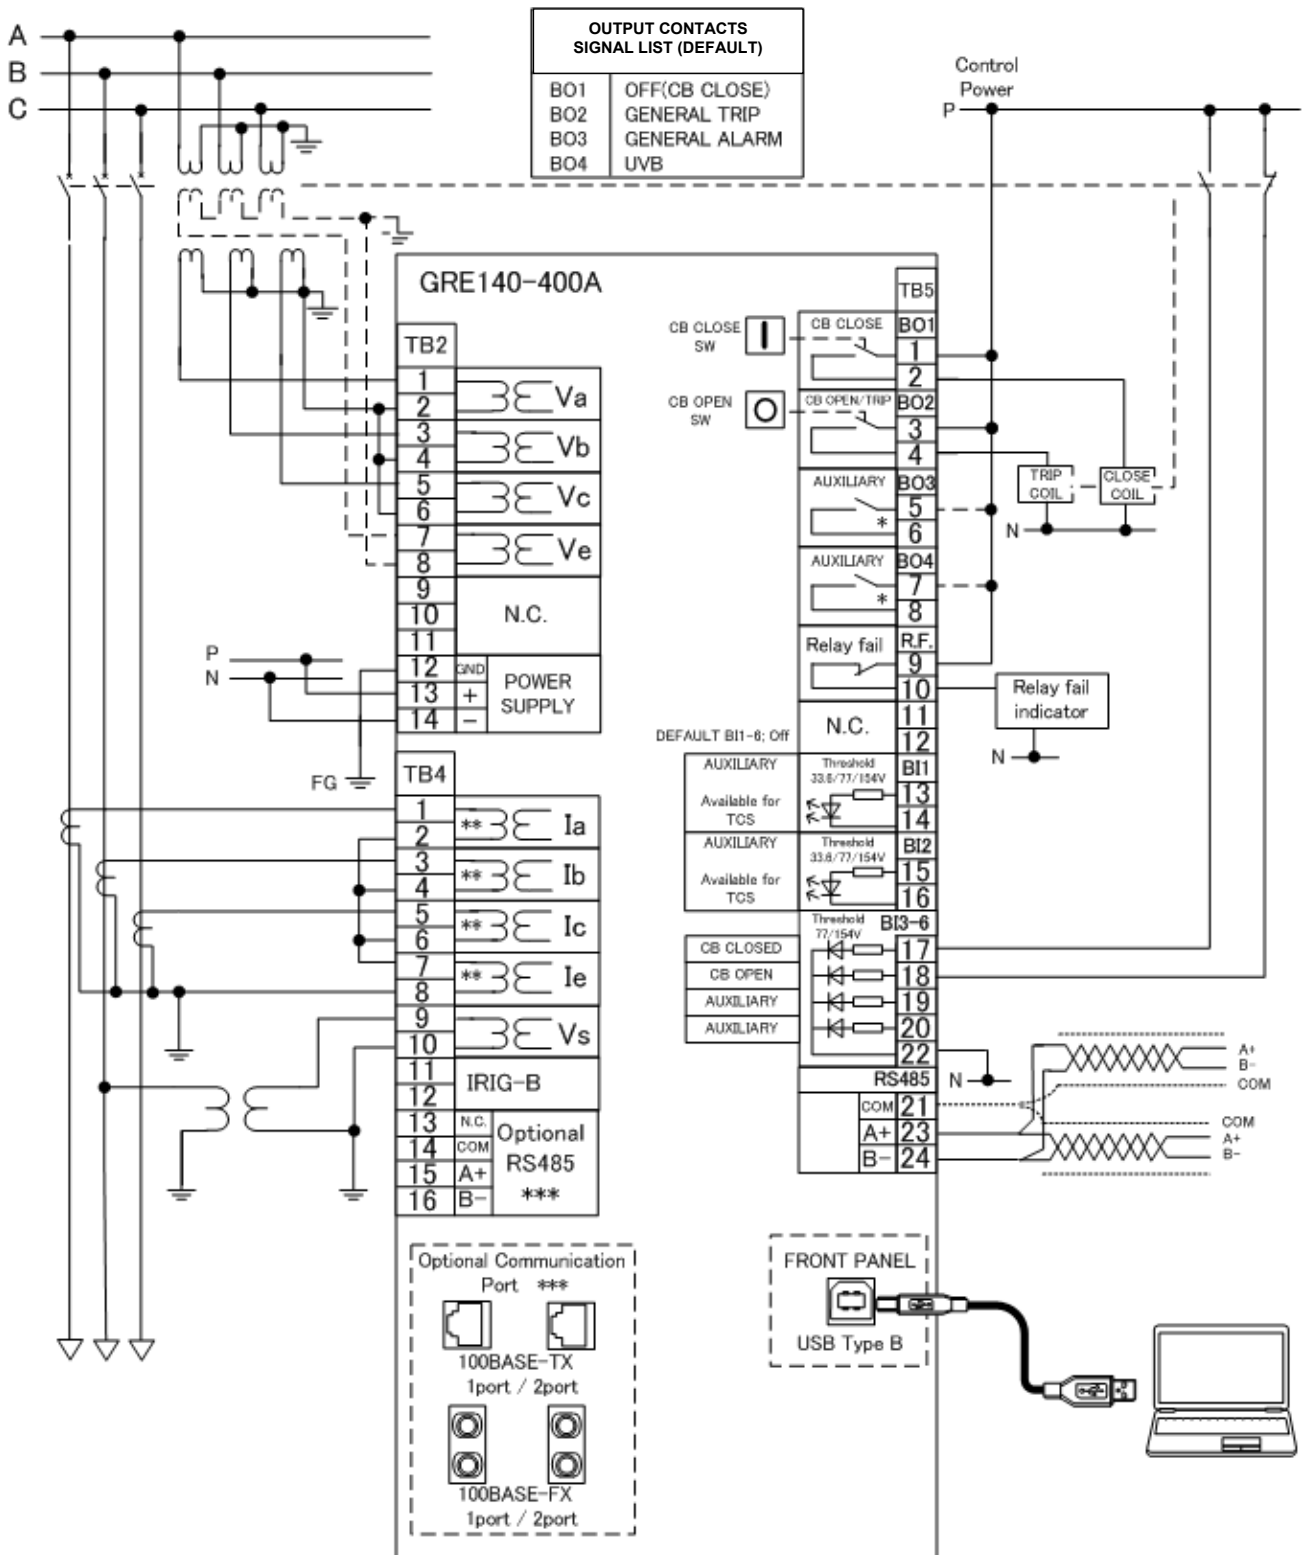 A
B
C
OUTPUT CONTACTS
SIGNAL LIST (DEFAULT)
BO1 OFF(CB CLOSE)
BO2 GENERAL TRIP
BO3 GENERAL ALARM
BO4 UVB
Control
Power
P
GRE140-400A
TB2
1
2
Va
3
4
Vb
5
6
Vc
7
8
Ve
9
10
11
N.C.
P
N
12 GND
13 +
14 -
POWER
SUPPLY
FG
TB4
1
2
** Ia
3
4
** Ib
5
6
** Ic
7
8
** Ie
9
10
Vs
11
12
IRIG-B
13 N.C.
14 COM
15 A+
16 B-
Optional
RS485
***
Optional Communication
Port ***
100BASE-TX
1port / 2port
100BASE-FX
1port / 2port
TB5
CB CLOSE
SW
CB CLOSE BO1
1
2
CB OPEN
SW
CB OPEN/TRIP BO2
3
4
TRIP
COIL
CLOSE
COIL
N
AUXILIARY BO3
5
* 6
AUXILIARY BO4
7
* 8
Relay fail R.F.
9
10
Relay fail
indicator
N
N.C.
11
12
DEFAULT BI1-6; Off
AUXILIARY
Available for
TCS
Threshold
33.6/77/154V
BI1
13
14
AUXILIARY
Available for
TCS
Threshold
33.6/77/154V
BI2
15
16
Threshold
77/154V
BI3-6
CB CLOSED 17
CB OPEN 18
AUXILIARY 19
AUXILIARY 20
22
N
RS485
COM 21
A+ 23
B- 24
A+
B-
COM
COM
A+
B-
FRONT PANEL
USB Type B